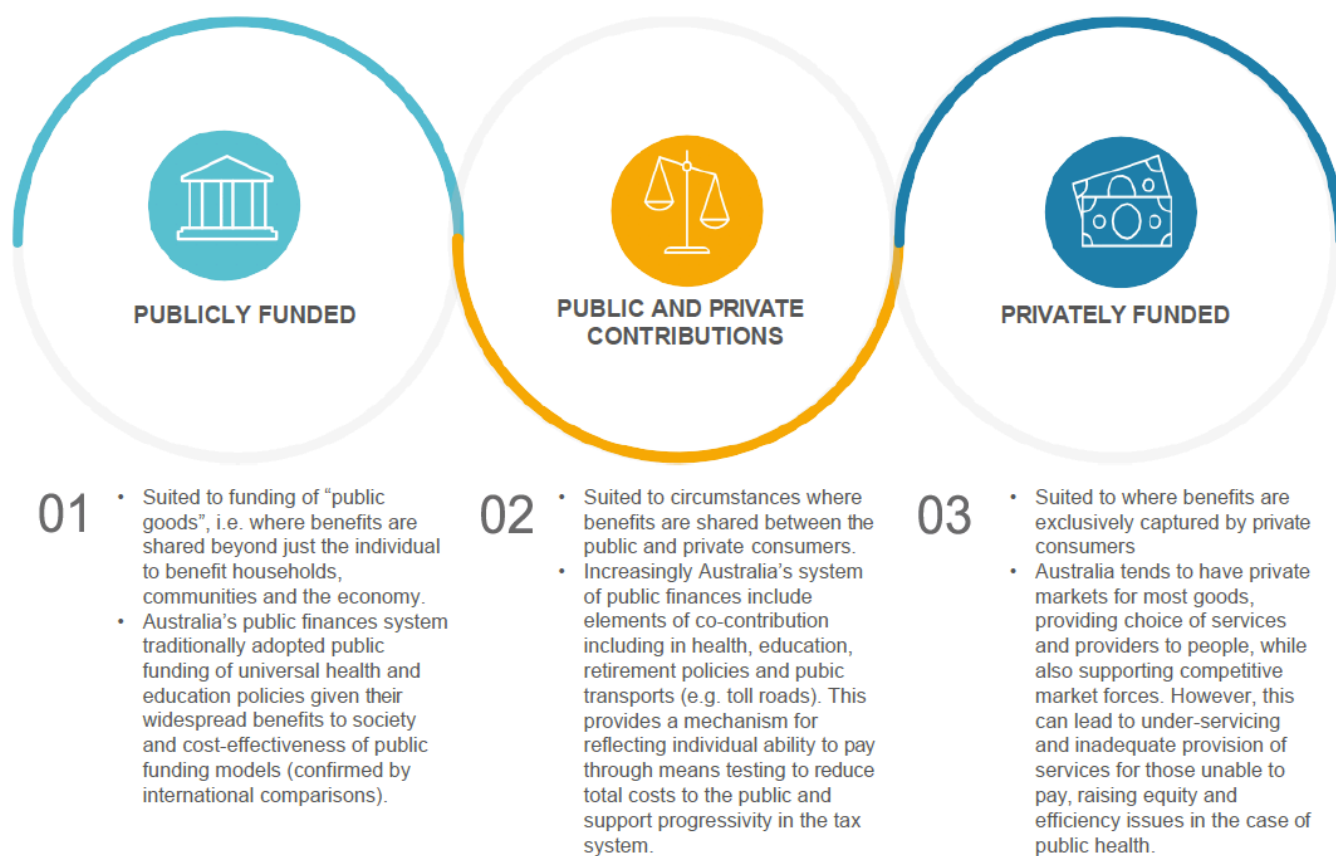 PUBLICLY FUNDED
PUBLIC AND PRIVATE
CONTRIBUTIONS
PRIVATELY FUNDED
01
• Suited to funding of “public
goods”, i.e. where benefits are
shared beyond just the individual
to benefit households,
communities and the economy.
• Australia’s public finances system
traditionally adopted public
funding of universal health and
education policies given their
widespread benefits to society
and cost-effectiveness of public
funding models (confirmed by
international comparisons).
02
• Suited to circumstances where
benefits are shared between the
public and private consumers.
• Increasingly Australia’s system
of public finances include
elements of co-contribution
including in health, education,
retirement policies and pubic
transports (e.g. toll roads). This
provides a mechanism for
reflecting individual ability to pay
through means testing to reduce
total costs to the public and
support progressivity in the tax
system.
03
• Suited to where benefits are
exclusively captured by private
consumers
• Australia tends to have private
markets for most goods,
providing choice of services
and providers to people, while
also supporting competitive
market forces. However, this
can lead to under-servicing
and inadequate provision of
services for those unable to
pay, raising equity and
efficiency issues in the case of
public health.